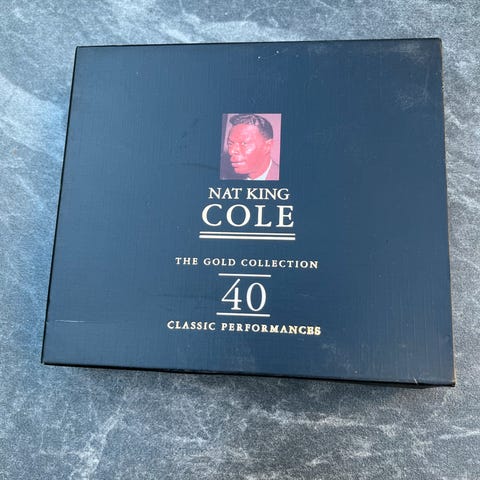 NAT KING
COLE
THE GOLD COLLECTION
40
CLASSIC PERFORMANCES